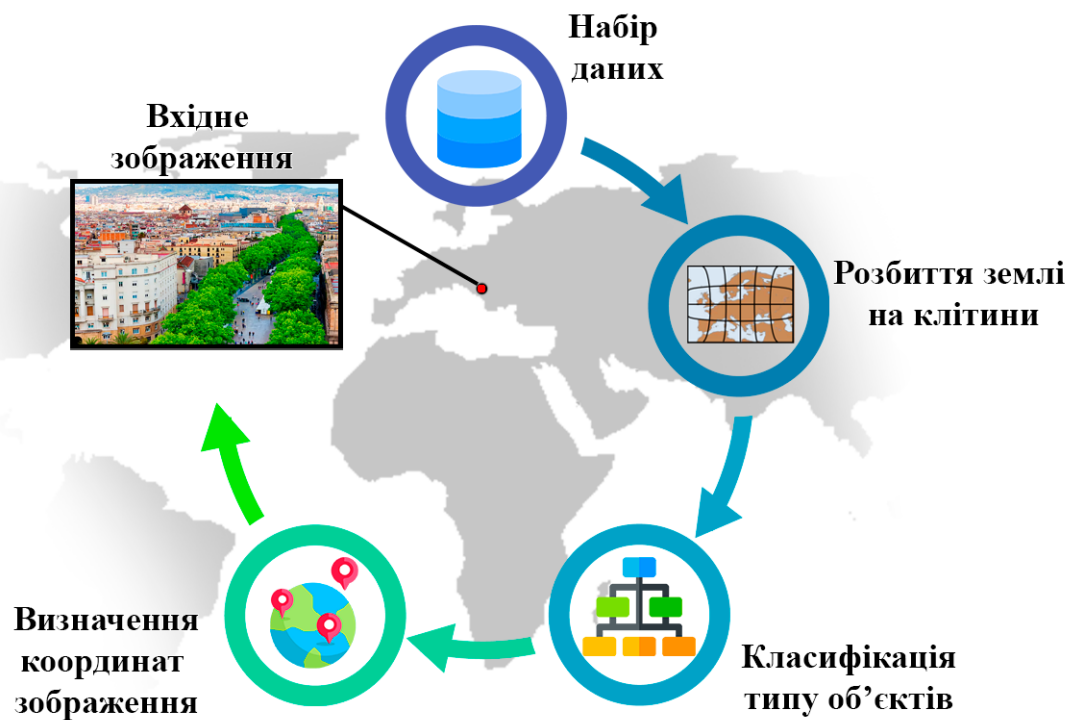 Набір
даних
Вхідне
зображення
Розбиття землі
на клітини
Класифікація
типу об’єктів
Визначення
координат
зображення